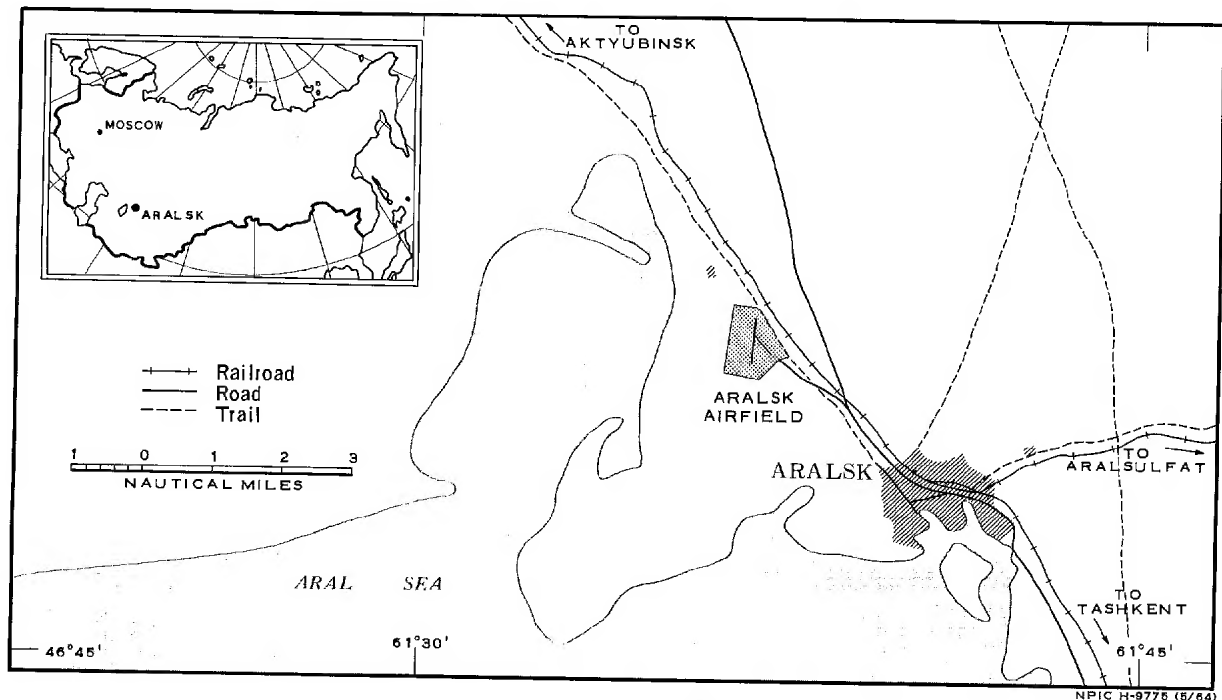 TO
AKTYUBINSK
MOSCOW
ARALSK
Railroad
Road
Trail
1 0 1 2 3
NAUTICAL MILES
ARALSK
AIRFIELD
ARALSK
TO
ARALSULFAT
ARAL SEA
TO
TASHKENT
46°45'
61°30'
61°45'
NPIC H-9775 (5/64)